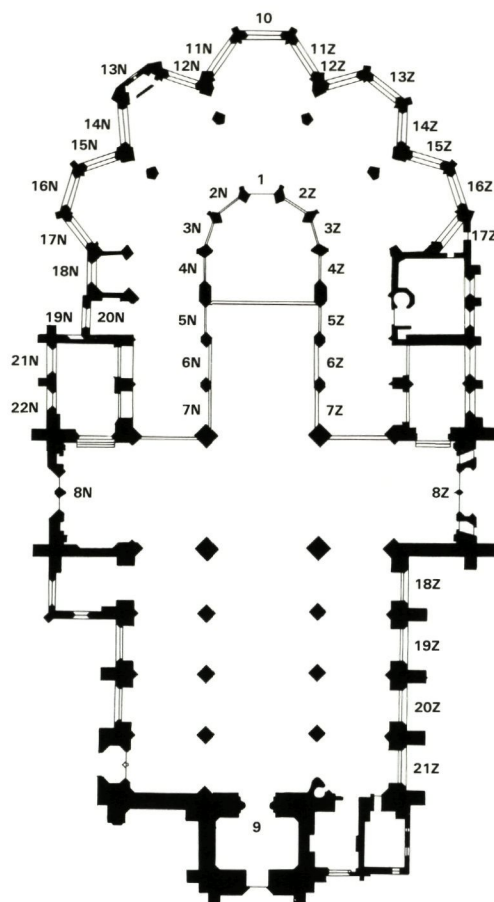 10
11N 11Z
12N 12Z
13N 13Z
14N 14Z
15N 15Z
16N 16Z
1
2N 2Z
3N 3Z
17N 17Z
4N 4Z
18N
19N 20N 5N 5Z
21N 6N 6Z
22N 7N 7Z
8N 8Z
18Z
19Z
20Z
21Z
9